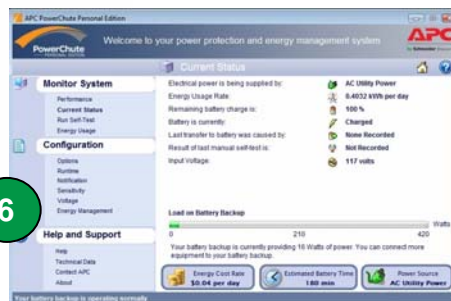 APC PowerChute Personal Edition
PowerChute
PERSONAL EDITION
Welcome to your power protection and energy management system
APC
by Schneider Electric
Current Status
Monitor System
Performance
Current Status
Run Self-Test
Energy Usage
Configuration
Options
Runtime
Notification
Sensitivity
Voltage
Energy Management
Help and Support
Help
Technical Data
Contact APC
About
6
Electrical power is being supplied by: AC Utility Power
Energy Usage Rate: 0.4032 kWh per day
Remaining battery charge is: 100 %
Battery is currently: Charged
Last transfer to battery was caused by: None Recorded
Result of last manual self-test is: Not Recorded
Input Voltage: 117 volts
Load on Battery Backup
Watts
0 210 420
Your battery backup is currently providing 16 Watts of power. You can connect more
equipment to your battery backup.
Energy Cost Rate
$0.04 per day
Estimated Battery Time
180 min
Power Source
AC Utility Power
Your battery backup is operating normally